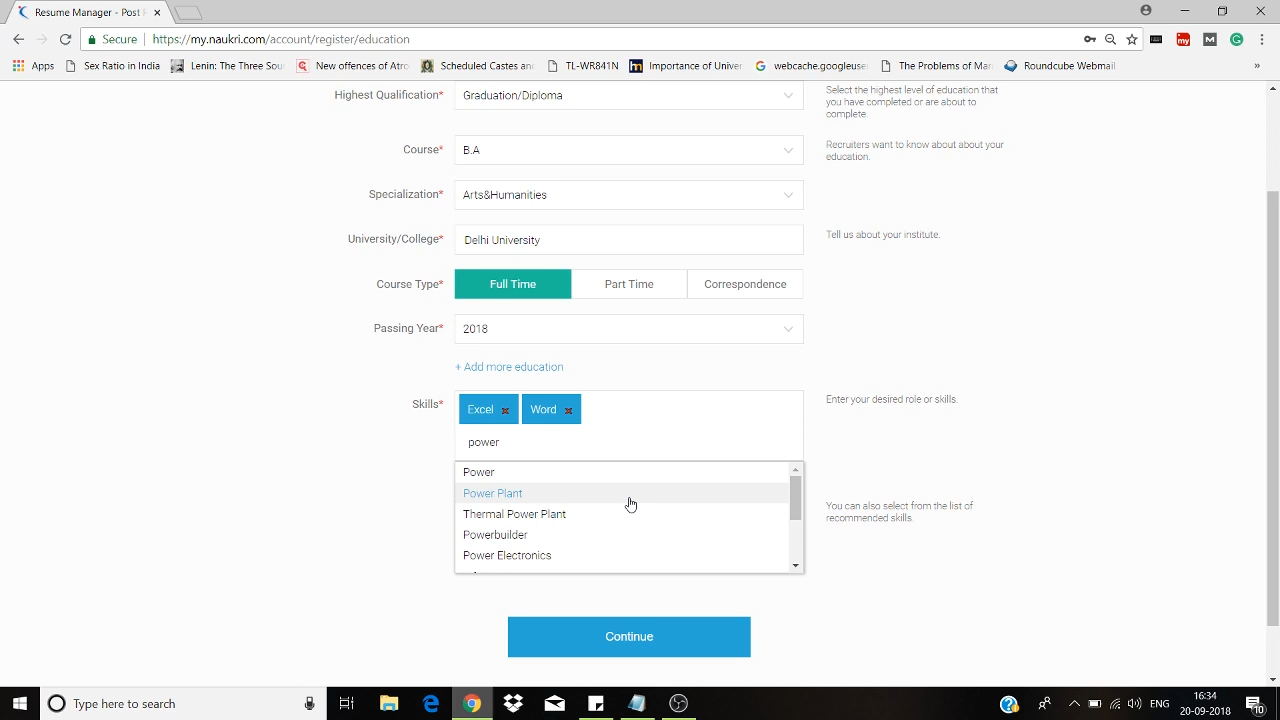 Resume Manager - Post
Secure | https://my.naukri.com/account/register/education
Apps Sex Ratio in India Lenin: The Three Sou New offences of Atro Scheduled Castes an TL-WR841N Importance of Univer webcache.googleuse The Problems of Mar Roundcube Webmail »
Highest Qualification* Graduation/Diploma
Select the highest level of education that
you have completed or are about to
complete.
Course* B.A
Recruiters want to know about about your
education.
Specialization* Arts&Humanities
University/College* Delhi University Tell us about your institute.
Course Type* Full Time Part Time Correspondence
Passing Year* 2018
+ Add more education
Skills* Excel x Word x Enter your desired role or skills.
power
Power
Power Plant
Thermal Power Plant
Powerbuilder
Power Electronics
You can also select from the list of
recommended skills.
Continue
Type here to search
ENG 16:34
20-09-2018
10